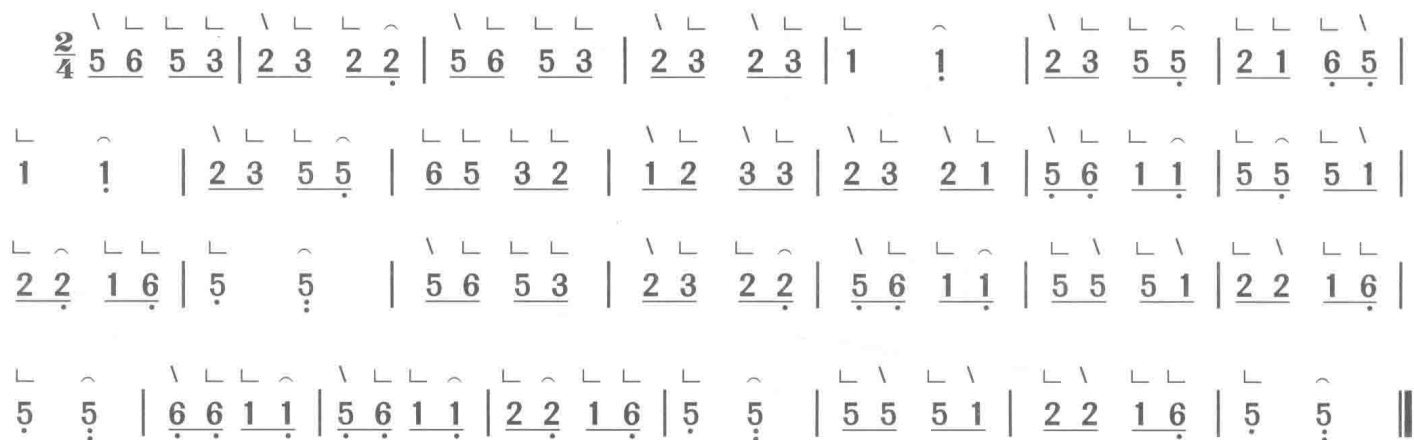 \ ∟ ∟ ∟ \ ∟ ∟ ⌒ \ ∟ ∟ ∟ \ ∟ \ ∟ ∟ ⌒ \ ∟ ∟ ⌒ ∟ ∟ ∟ \
2/4 5 6 5 3 | 2 3 2 2̣ | 5 6 5 3 | 2 3 2 3 | 1 1̣ | 2 3 5 5̣ | 2 1 6̣ 5̣ |
∟ ⌒ \ ∟ ∟ ⌒ ∟ ∟ ∟ ∟ \ ∟ \ ∟ \ ∟ \ ∟ \ ∟ ∟ ⌒ ∟ ⌒ ∟ \
1 1̣ | 2 3 5 5̣ | 6 5 3 2 | 1 2 3 3 | 2 3 2 1 | 5̣ 6̣ 1 1̣ | 5 5̣ 5 1 |
∟ ⌒ ∟ ∟ ∟ ⌒ \ ∟ ∟ ∟ \ ∟ ∟ ⌒ \ ∟ ∟ ⌒ ∟ \ ∟ \ ∟ \ ∟ ∟
2 2̣ 1 6̣ | 5̣ 5̣̣ | 5 6 5 3 | 2 3 2 2̣ | 5̣ 6̣ 1 1̣ | 5 5 5 1 | 2 2 1 6̣ |
∟ ⌒ \ ∟ ∟ ⌒ \ ∟ ∟ ⌒ ∟ ⌒ ∟ ∟ ∟ ⌒ ∟ \ ∟ \ ∟ \ ∟ ∟ ∟ ⌒
5̣ 5̣̣ | 6̣ 6̣ 1 1̣ | 5̣ 6̣ 1 1̣ | 2 2̣ 1 6̣ | 5̣ 5̣̣ | 5 5 5 1 | 2 2 1 6̣ | 5̣ 5̣̣ ‖